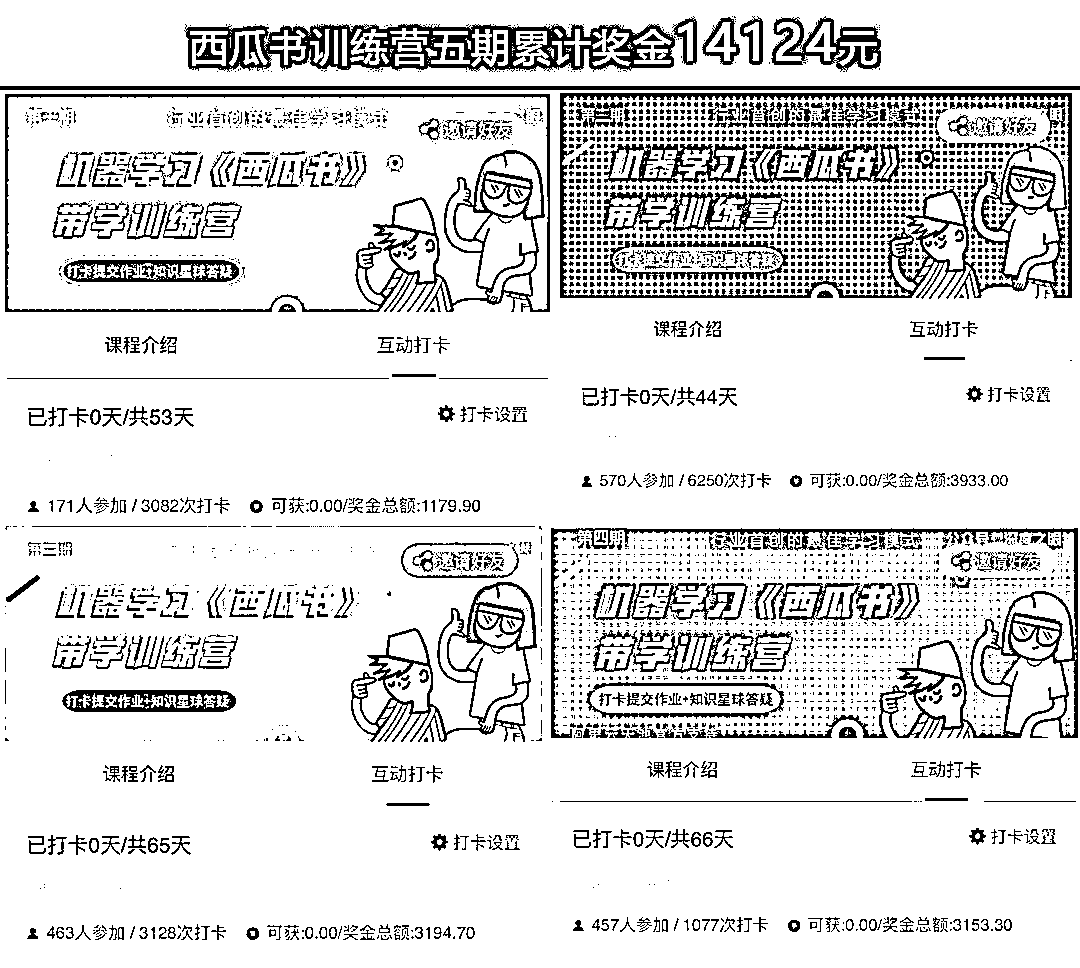 西瓜书训练营五期累计奖金14124元
第一期 行业首创的最佳学习模式
邀请好友
机器学习《西瓜书》
带学训练营
打卡提交作业+知识星球答疑
课程介绍 互动打卡
已打卡0天/共53天 打卡设置
171人参加 / 3082次打卡 可获:0.00/奖金总额:1179.90
第二期 行业首创的最佳学习模式
邀请好友
机器学习《西瓜书》
带学训练营
打卡提交作业+知识星球答疑
课程介绍 互动打卡
已打卡0天/共44天 打卡设置
570人参加 / 6250次打卡 可获:0.00/奖金总额:3933.00
第三期
邀请好友
机器学习《西瓜书》
带学训练营
打卡提交作业+知识星球答疑
课程介绍 互动打卡
已打卡0天/共65天 打卡设置
463人参加 / 3128次打卡 可获:0.00/奖金总额:3194.70
第四期 行业首创的最佳学习模式
邀请好友
机器学习《西瓜书》
带学训练营
打卡提交作业+知识星球答疑
课程介绍 互动打卡
已打卡0天/共66天 打卡设置
457人参加 / 1077次打卡 可获:0.00/奖金总额:3153.30